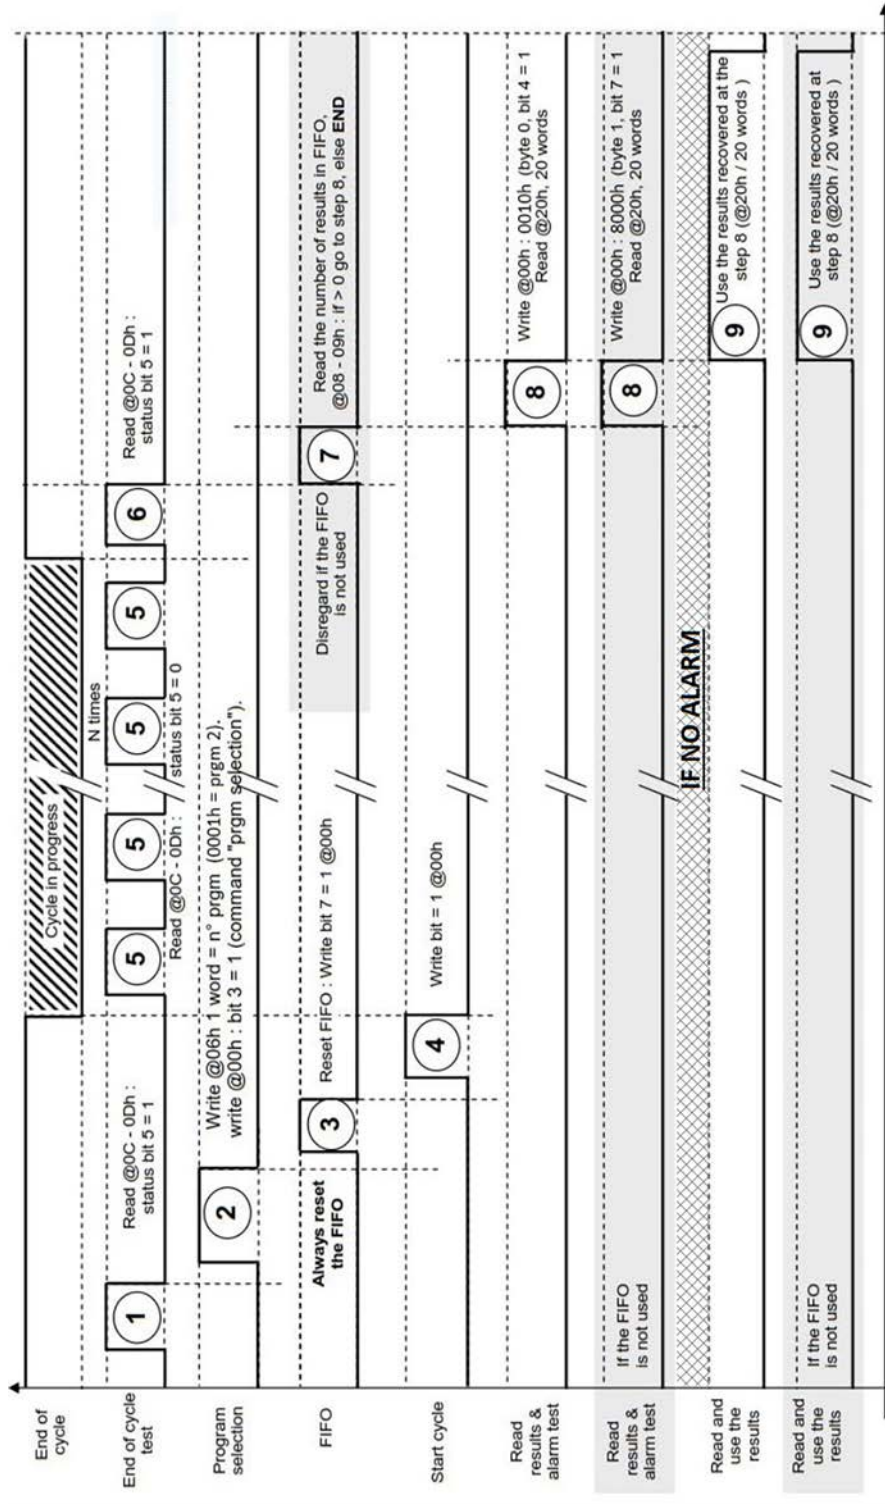 End of
cycle
Cycle in progress
End of cycle
test
1
Read @0C - 0Dh :
status bit 5 = 1
N times
5
5
5
5
Read @0C - 0Dh :
status bit 5 = 0
6
Read @0C - 0Dh :
status bit 5 = 1
Program
selection
2
Write @06h 1 word = n° prgm (0001h = prgm 2).
write @00h : bit 3 = 1 (command "prgm selection").
FIFO
Always reset
the FIFO
3
Reset FIFO : Write bit 7 = 1 @00h
Disregard if the FIFO
is not used
7
Read the number of results in FIFO,
@08 - 09h : if > 0 go to step 8, else END
Start cycle
4
Write bit = 1 @00h
Read
results &
alarm test
8
Write @00h : 0010h (byte 0, bit 4 = 1
Read @20h, 20 words
Read
results &
alarm test
If the FIFO
is not used
8
Write @00h : 8000h (byte 1, bit 7 = 1
Read @20h, 20 words
IF NO ALARM
Read and
use the
results
9
Use the results recovered at the
step 8 (@20h / 20 words )
Read and
use the
results
If the FIFO
is not used
9
Use the results recovered at
step 8 (@20h / 20 words )